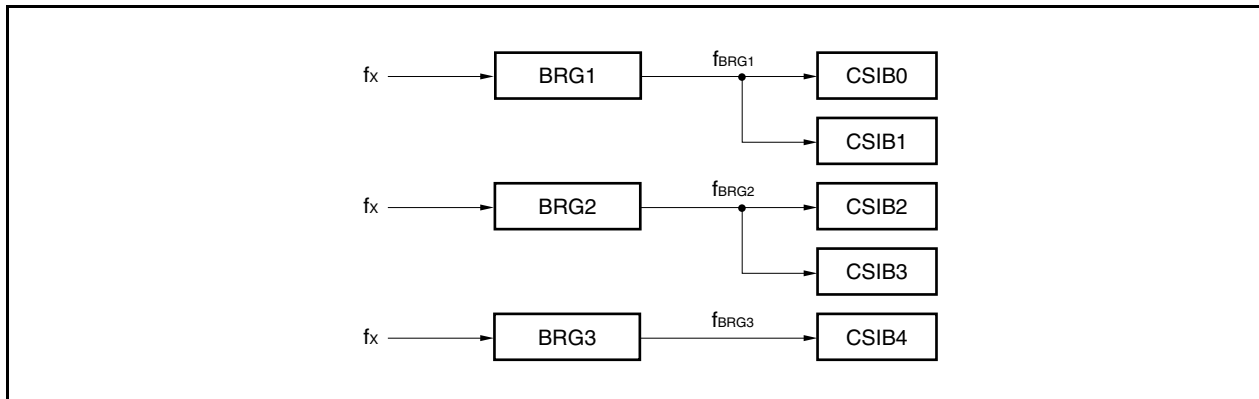 fBRG1
fx BRG1 CSIB0
CSIB1
fBRG2
fx BRG2 CSIB2
CSIB3
fBRG3
fx BRG3 CSIB4